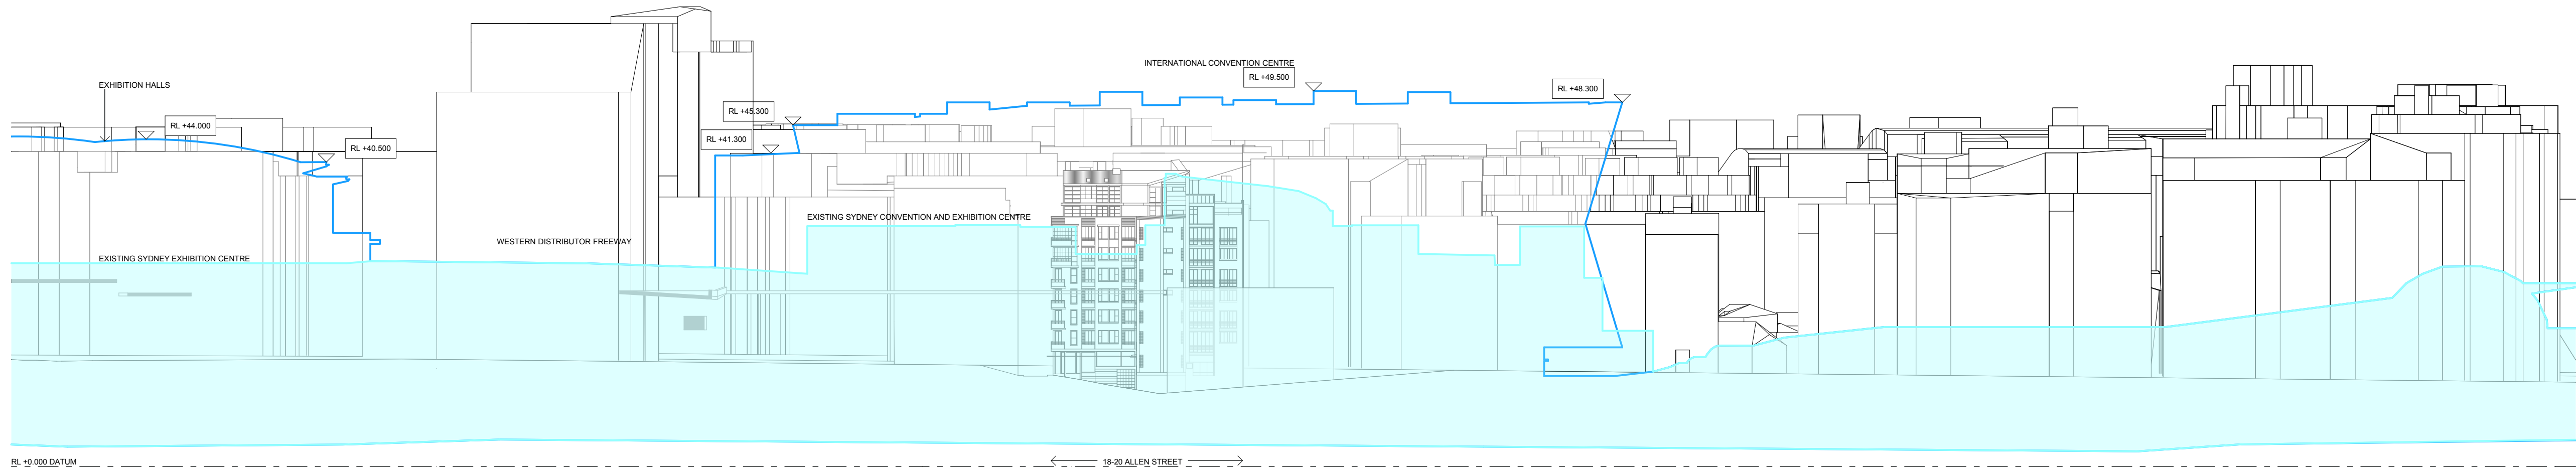 INTERNATIONAL CONVENTION CENTRE
RL +49.500
RL +48.300
EXHIBITION HALLS
RL +45.300
RL +44.000
RL +41.300
RL +40.500
EXISTING SYDNEY CONVENTION AND EXHIBITION CENTRE
WESTERN DISTRIBUTOR FREEWAY
EXISTING SYDNEY EXHIBITION CENTRE
RL +0.000 DATUM
18-20 ALLEN STREET